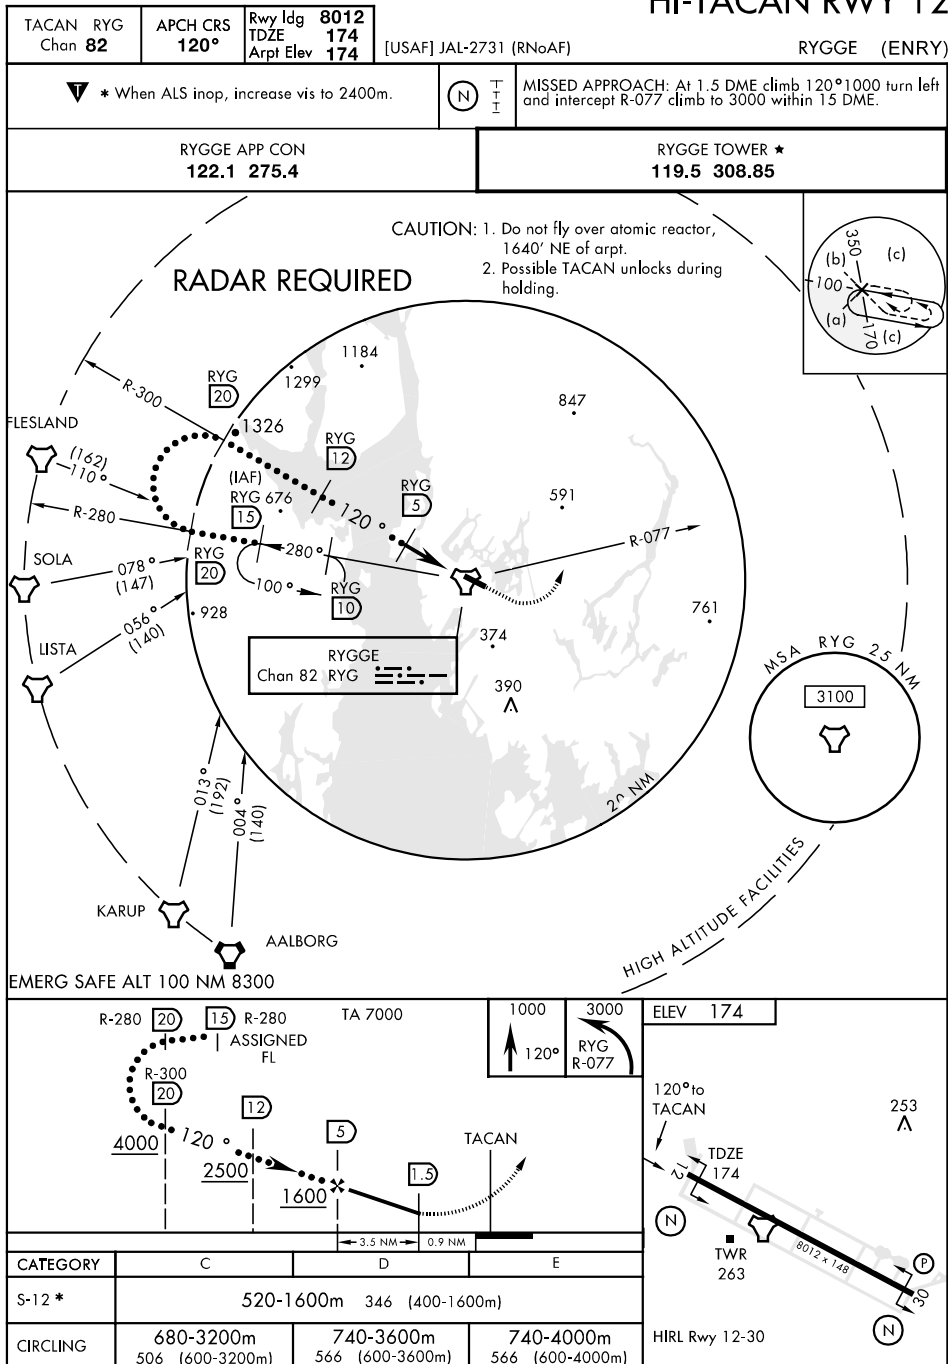 HI-TACAN RWY 12
TACAN RYG
Chan 82
APCH CRS
120°
Rwy ldg 8012
TDZE 174
Arpt Elev 174
[USAF] JAL-2731 (RNoAF)
RYGGE (ENRY)
T
* When ALS inop, increase vis to 2400m.
N
MISSED APPROACH: At 1.5 DME climb 120°1000 turn left
and intercept R-077 climb to 3000 within 15 DME.
RYGGE APP CON
122.1 275.4
RYGGE TOWER ★
119.5 308.85
CAUTION: 1. Do not fly over atomic reactor,
1640' NE of arpt.
2. Possible TACAN unlocks during
holding.
RADAR REQUIRED
350
(b)
(c)
100
(a)
170
(c)
1184
1299
R-300
RYG
20
847
FLESLAND
1326
RYG
12
(162)
110°
(IAF)
RYG 676
15
RYG
5
591
120°
R-280
R-077
SOLA
280°
078°
(147)
RYG
20
100°
RYG
10
928
761
056°
(140)
374
LISTA
RYGGE
Chan 82 RYG
390
MSA RYG 25 NM
3100
013°
(192)
004°
(140)
20 NM
KARUP
AALBORG
HIGH ALTITUDE FACILITIES
EMERG SAFE ALT 100 NM 8300
R-280 20
15 R-280
TA 7000
ASSIGNED
FL
1000
120°
3000
RYG
R-077
ELEV 174
R-300
20
12
5
TACAN
4000
120°
2500
1600
1.5
3.5 NM
0.9 NM
120° to
TACAN
253
TDZE
174
12
N
TWR
263
8012 x 148
P
30
N
HIRL Rwy 12-30
CATEGORY C D E
S-12 * 520-1600m 346 (400-1600m)
CIRCLING
680-3200m
506 (600-3200m)
740-3600m
566 (600-3600m)
740-4000m
566 (600-4000m)